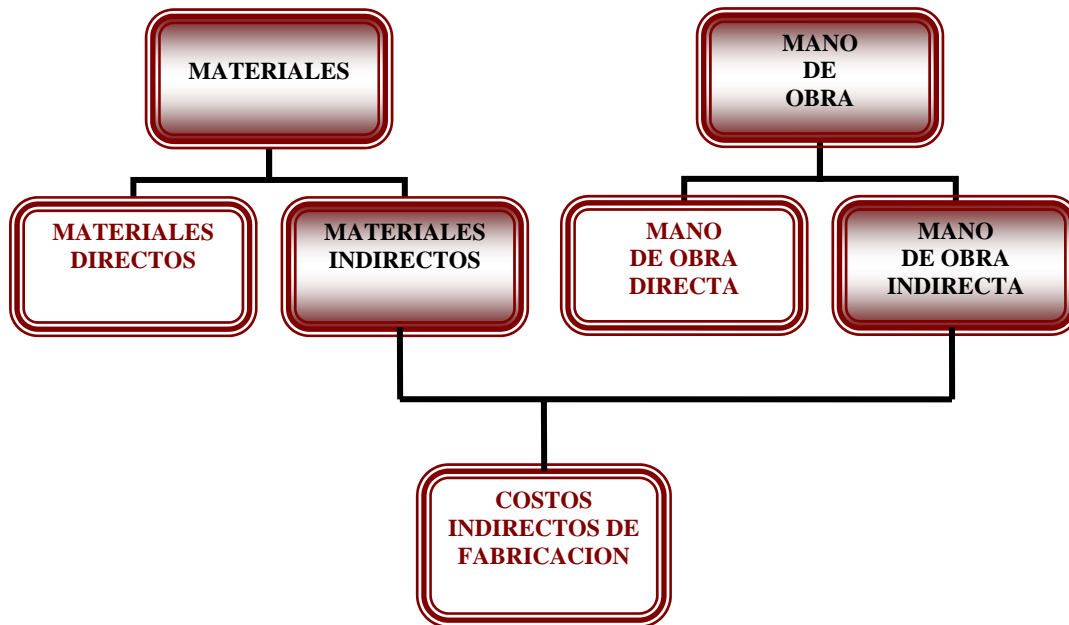 MATERIALES
MANO
DE
OBRA
MATERIALES
DIRECTOS
MATERIALES
INDIRECTOS
MANO
DE OBRA
DIRECTA
MANO
DE OBRA
INDIRECTA
COSTOS
INDIRECTOS DE
FABRICACION